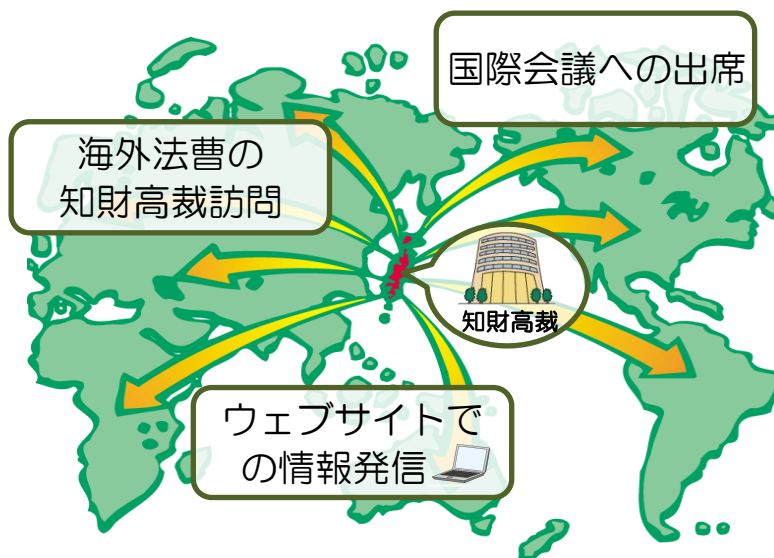 国際会議への出席
海外法曹の
知財高裁訪問
知財高裁
ウェブサイトで
の情報発信